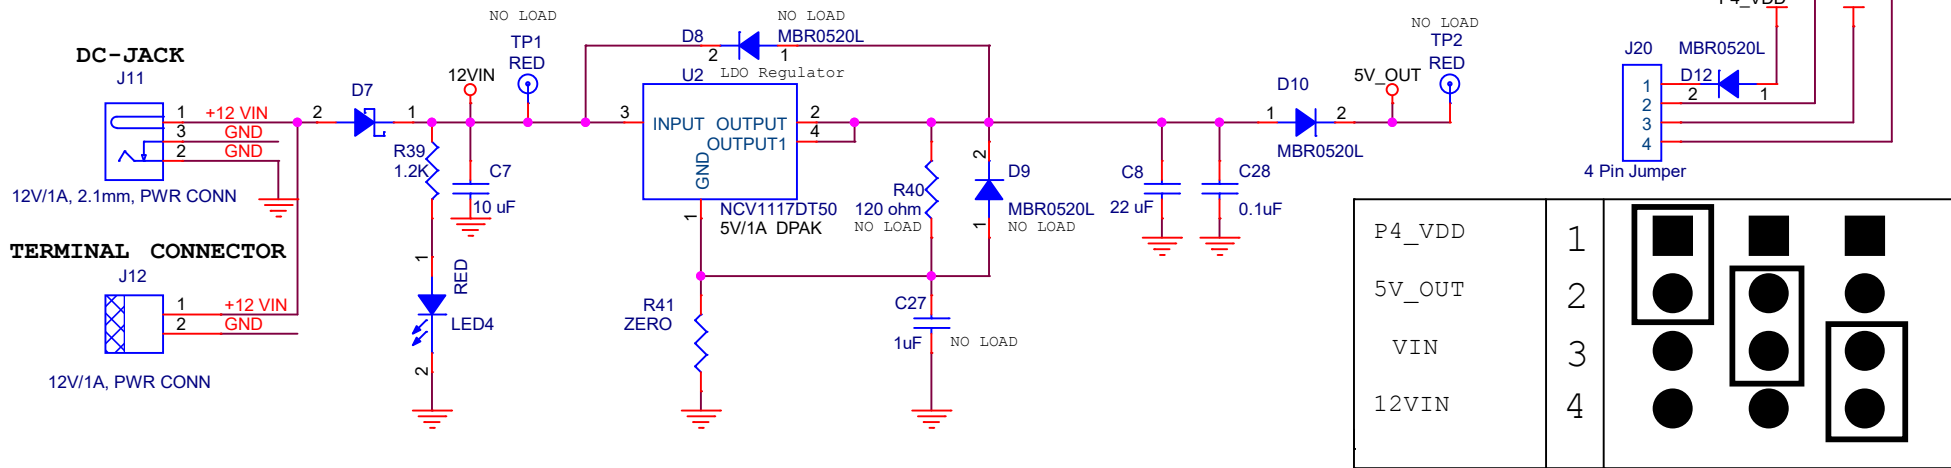 NO LOAD
NO LOAD
NO LOAD
P4_VDD
DC-JACK
J11
TP1
RED
D8
MBR0520L
2
1
LDO Regulator
TP2
RED
J20
MBR0520L
12VIN
U2
D10
5V_OUT
D12
1
2
3
4
2
1
1
+12 VIN
3
GND
2
GND
2
D7
1
3
INPUT
OUTPUT
OUTPUT1
GND
2
4
1
1
2
MBR0520L
4 Pin Jumper
12V/1A, 2.1mm, PWR CONN
R39
1.2K
C7
10 uF
NCV1117DT50
5V/1A DPAK
R40
120 ohm
NO LOAD
2
D9
MBR0520L
1
NO LOAD
C8
22 uF
C28
0.1uF
TERMINAL CONNECTOR
J12
1
+12 VIN
2
GND
12V/1A, PWR CONN
1
RED
LED4
2
R41
ZERO
C27
1uF
NO LOAD
P4_VDD 1
5V_OUT 2
VIN 3
12VIN 4